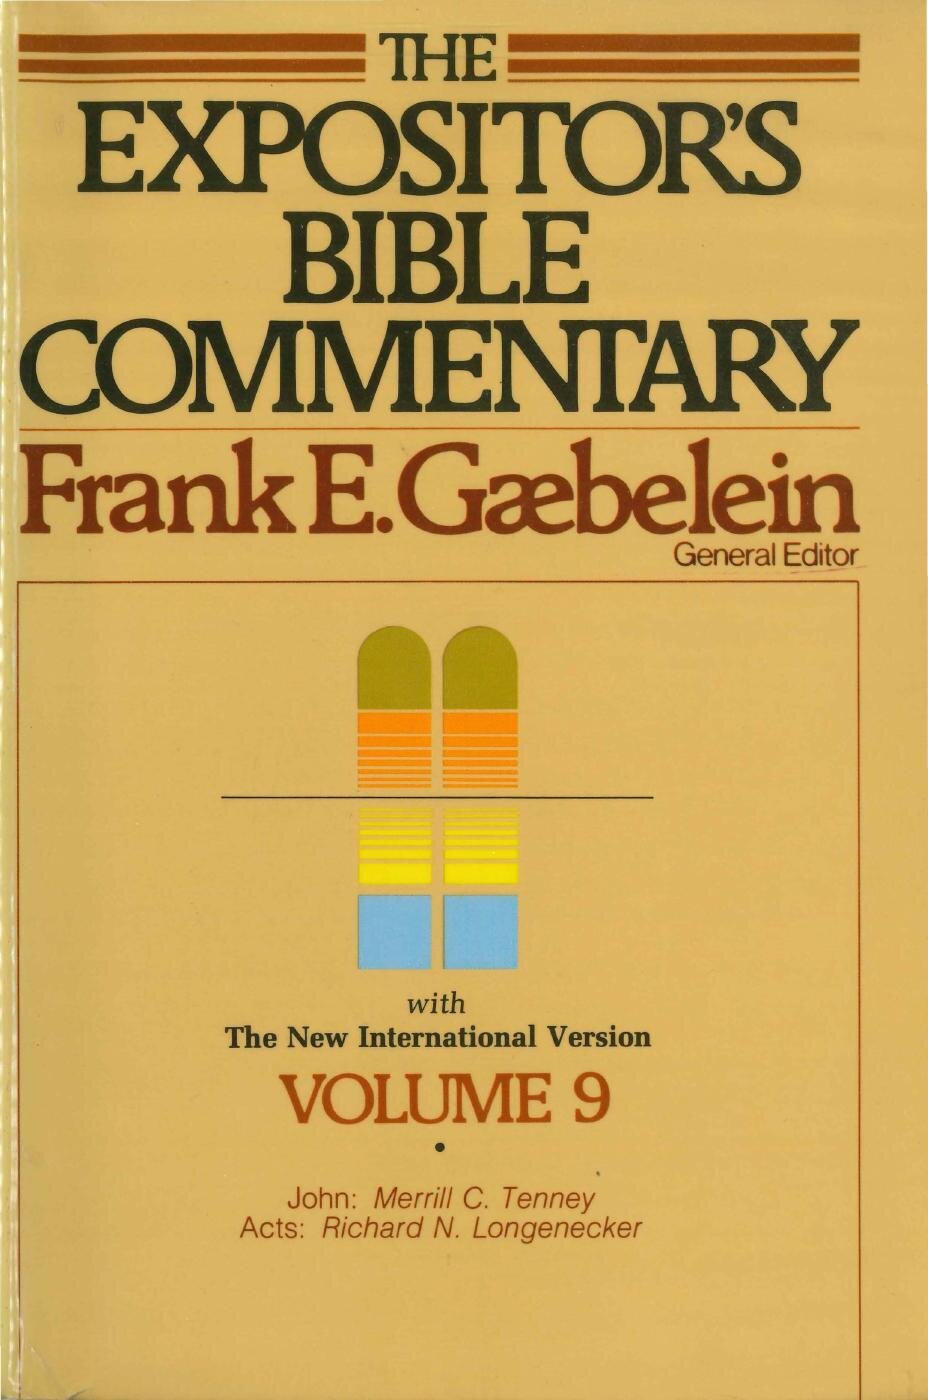 THE
EXPOSITOR'S
BIBLE
COMMENTARY
Frank E. Gæbelein
General Editor
with
The New International Version
VOLUME 9
•
John: Merrill C. Tenney
Acts: Richard N. Longenecker